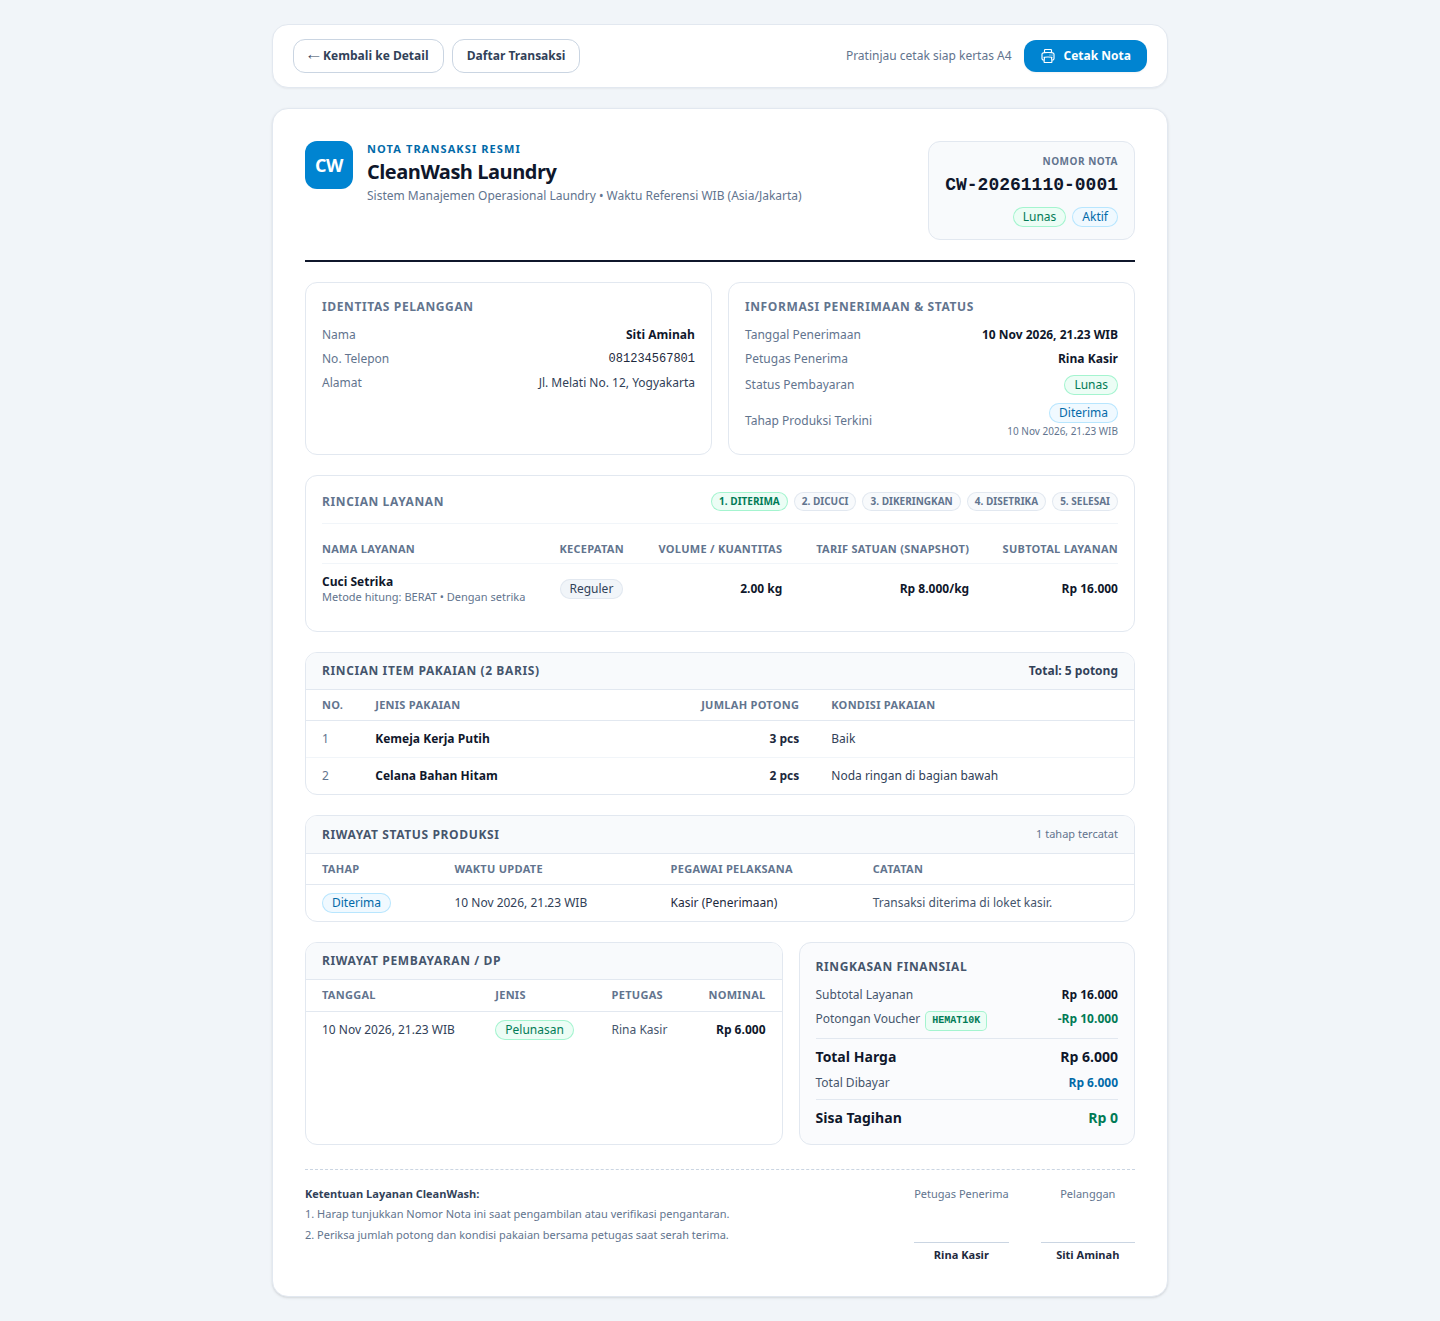 ← Kembali ke Detail
Daftar Transaksi
Pratinjau cetak siap kertas A4
Cetak Nota
CW
NOTA TRANSAKSI RESMI
CleanWash Laundry
Sistem Manajemen Operasional Laundry • Waktu Referensi WIB (Asia/Jakarta)
NOMOR NOTA
CW-20261110-0001
Lunas Aktif
IDENTITAS PELANGGAN
Nama Siti Aminah
No. Telepon 081234567801
Alamat Jl. Melati No. 12, Yogyakarta
INFORMASI PENERIMAAN & STATUS
Tanggal Penerimaan 10 Nov 2026, 21.23 WIB
Petugas Penerima Rina Kasir
Status Pembayaran Lunas
Tahap Produksi Terkini Diterima
10 Nov 2026, 21.23 WIB
RINCIAN LAYANAN 1. DITERIMA 2. DICUCI 3. DIKERINGKAN 4. DISETRIKA 5. SELESAI
NAMA LAYANAN KECEPATAN VOLUME / KUANTITAS TARIF SATUAN (SNAPSHOT) SUBTOTAL LAYANAN
Cuci Setrika Reguler 2.00 kg Rp 8.000/kg Rp 16.000
Metode hitung: BERAT • Dengan setrika
RINCIAN ITEM PAKAIAN (2 BARIS) Total: 5 potong
NO. JENIS PAKAIAN JUMLAH POTONG KONDISI PAKAIAN
1 Kemeja Kerja Putih 3 pcs Baik
2 Celana Bahan Hitam 2 pcs Noda ringan di bagian bawah
RIWAYAT STATUS PRODUKSI 1 tahap tercatat
TAHAP WAKTU UPDATE PEGAWAI PELAKSANA CATATAN
Diterima 10 Nov 2026, 21.23 WIB Kasir (Penerimaan) Transaksi diterima di loket kasir.
RIWAYAT PEMBAYARAN / DP
TANGGAL JENIS PETUGAS NOMINAL
10 Nov 2026, 21.23 WIB Pelunasan Rina Kasir Rp 6.000
RINGKASAN FINANSIAL
Subtotal Layanan Rp 16.000
Potongan Voucher HEMAT10K -Rp 10.000
Total Harga Rp 6.000
Total Dibayar Rp 6.000
Sisa Tagihan Rp 0
Ketentuan Layanan CleanWash:
1. Harap tunjukkan Nomor Nota ini saat pengambilan atau verifikasi pengantaran.
2. Periksa jumlah potong dan kondisi pakaian bersama petugas saat serah terima.
Petugas Penerima Pelanggan
Rina Kasir Siti Aminah